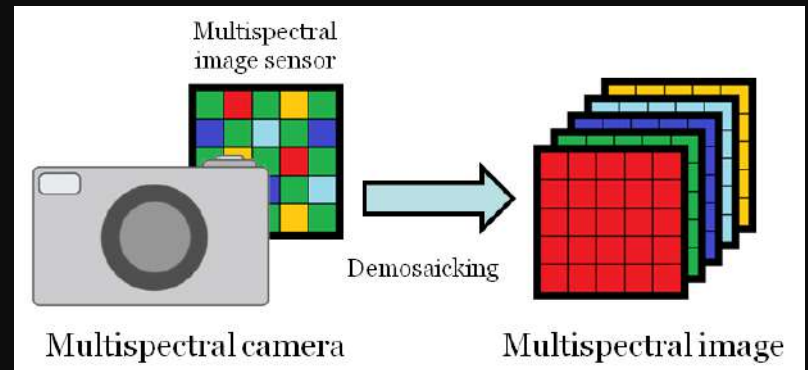 Multispectral
image sensor
Demosaicking
Multispectral camera
Multispectral image